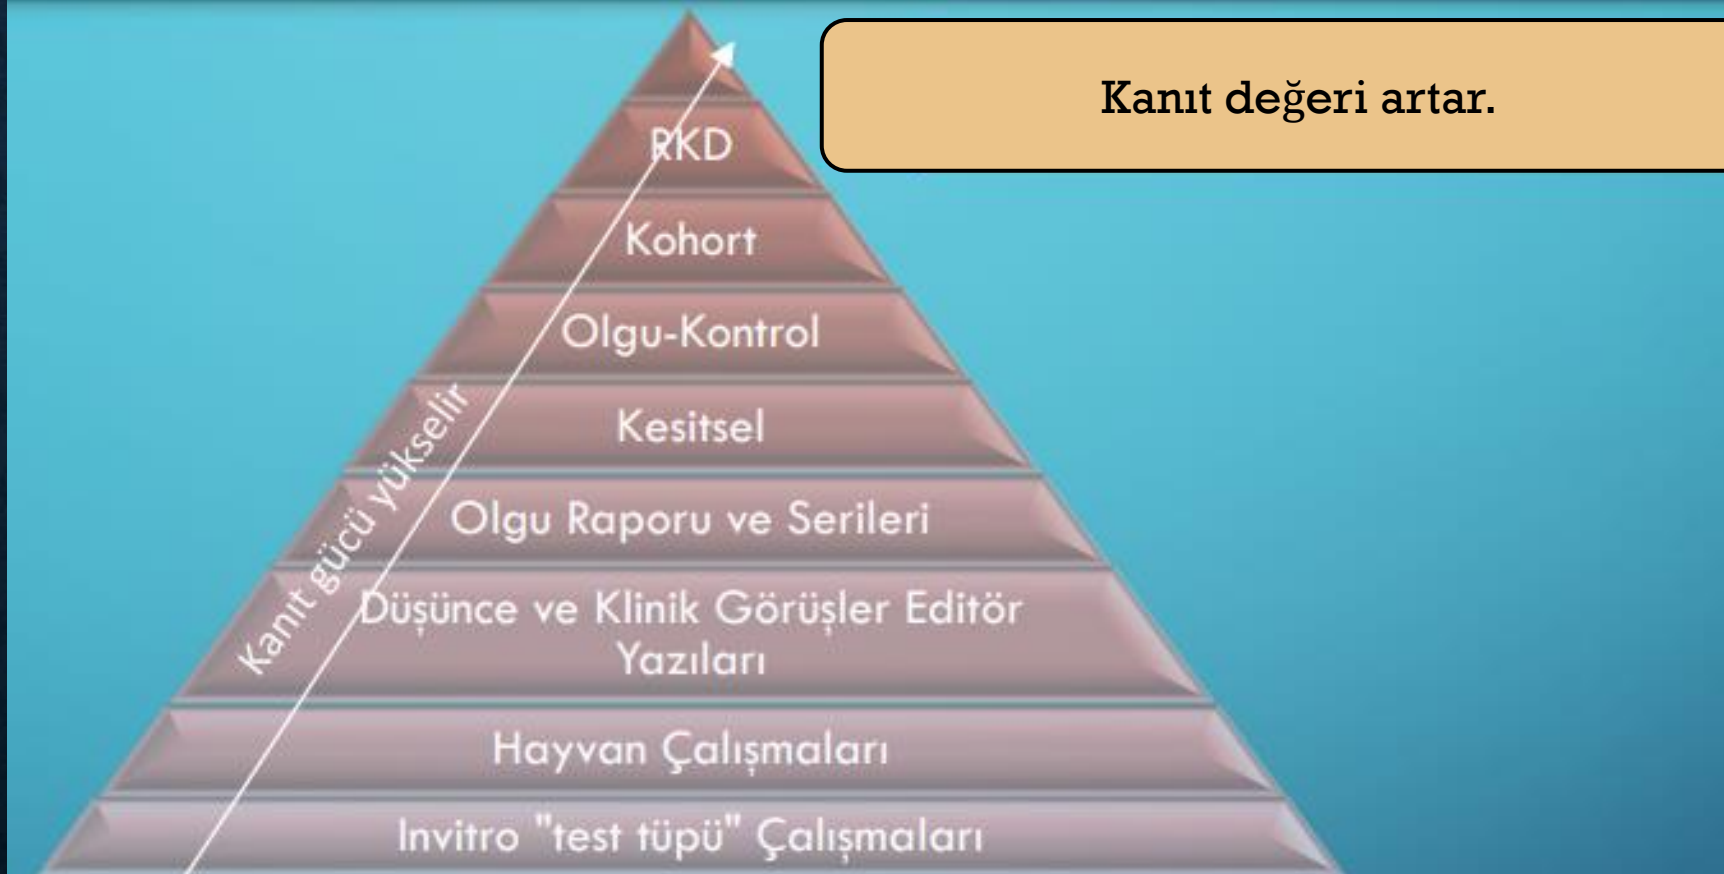 Kanıt değeri artar.
RKD
Kohort
Olgu-Kontrol
Kesitsel
Olgu Raporu ve Serileri
Düşünce ve Klinik Görüşler Editör
Yazıları
Hayvan Çalışmaları
Invitro "test tüpü" Çalışmaları
Kanıt gücü yükselir